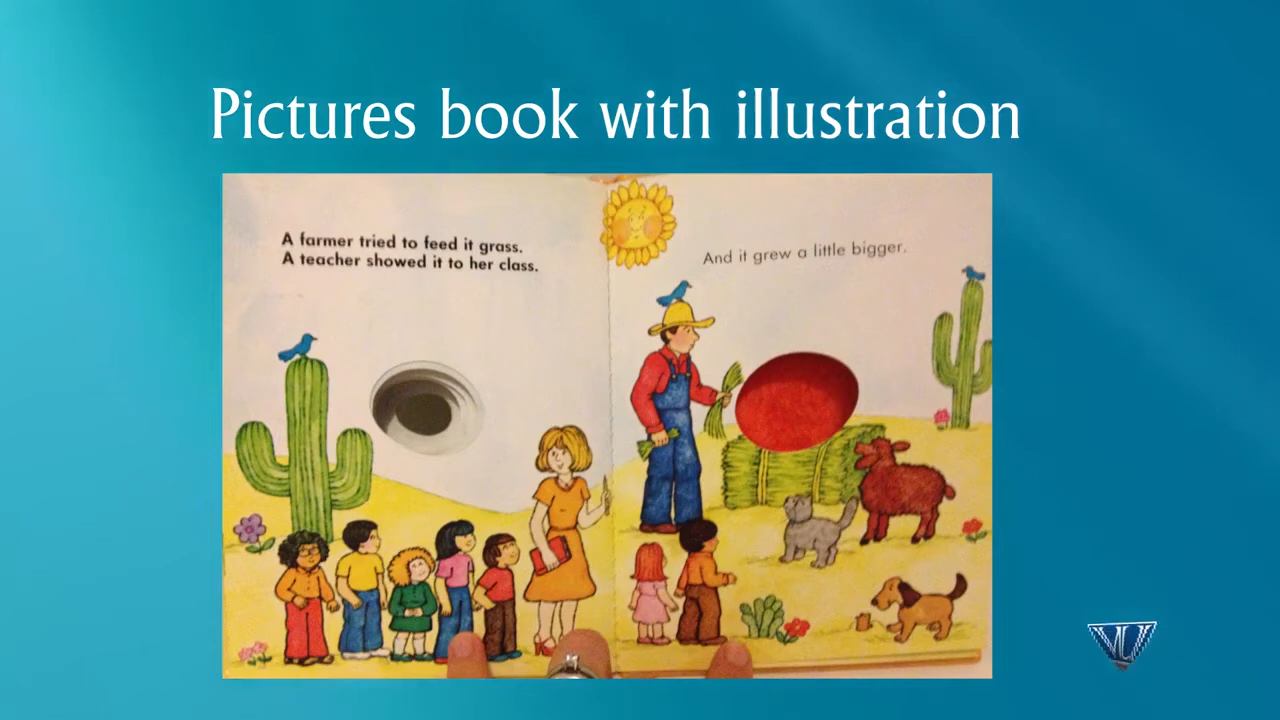 Pictures book with illustration
A farmer tried to feed it grass.
A teacher showed it to her class.
And it grew a little bigger.